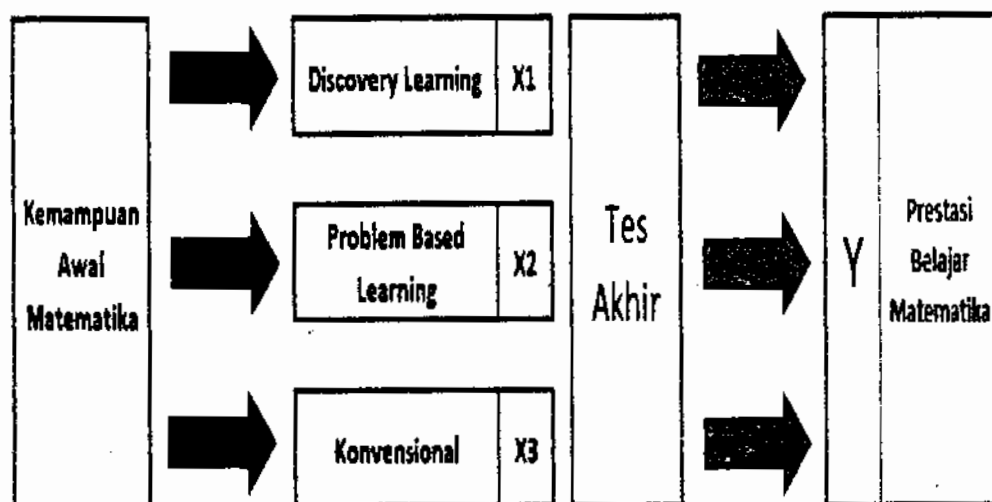 Kemampuan
Awal
Matematika
Discovery Learning
X1
Problem Based
Learning
X2
Konvensional
X3
Tes
Akhir
Y
Prestasi
Belajar
Matematika